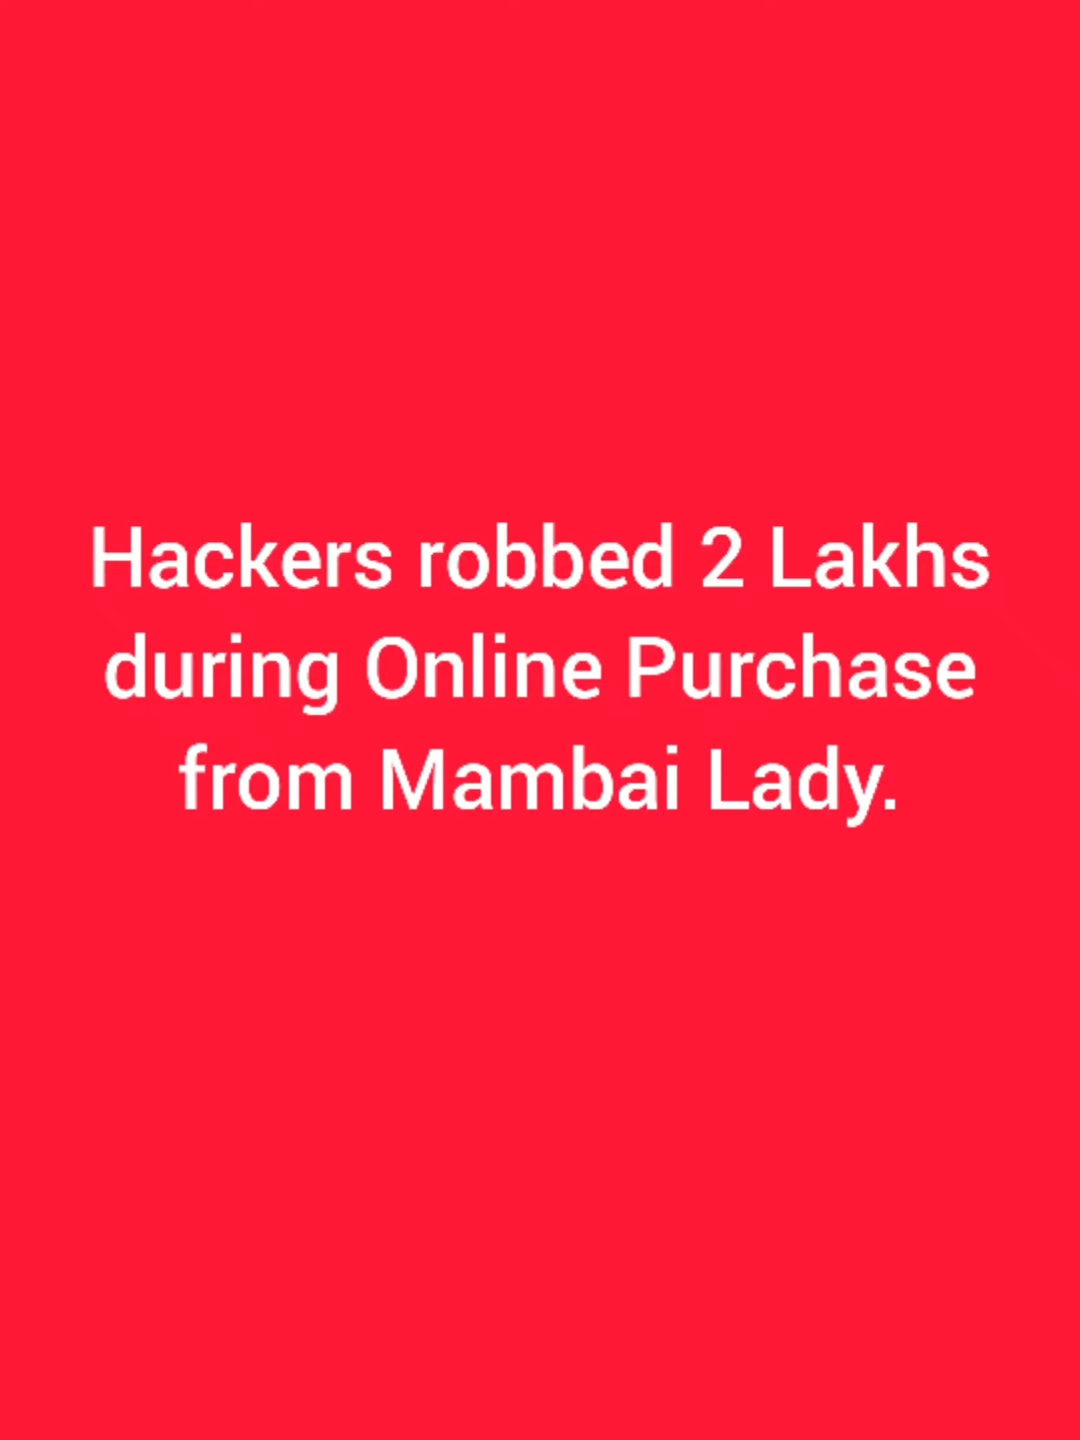 Hackers robbed 2 Lakhs
during Online Purchase
from Mambai Lady.